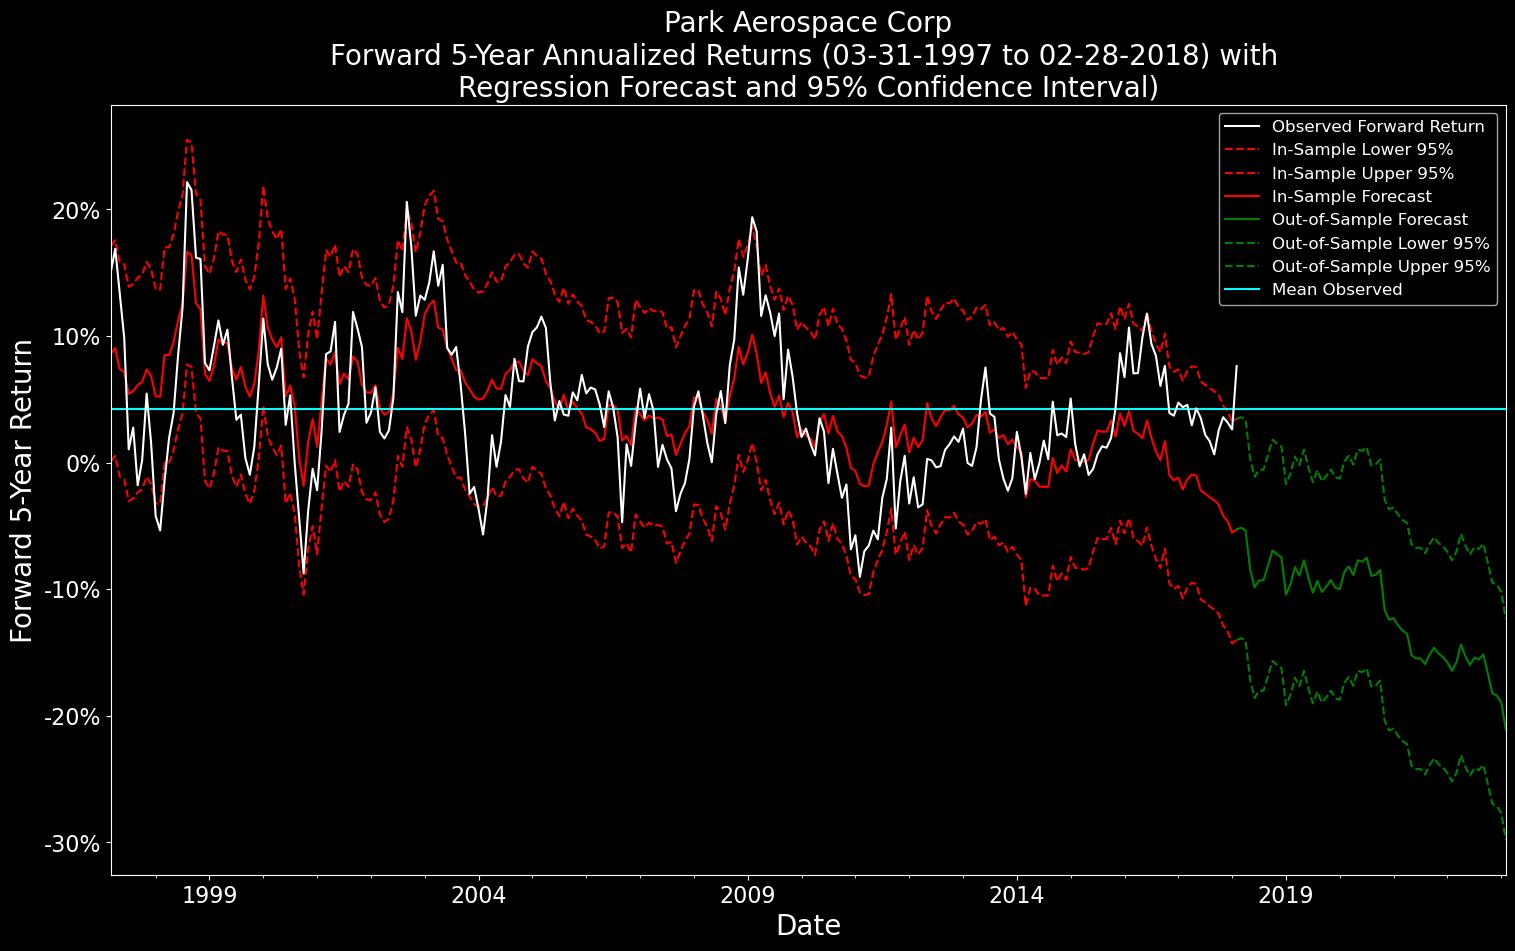 Park Aerospace Corp
Forward 5-Year Annualized Returns (03-31-1997 to 02-28-2018) with
Regression Forecast and 95% Confidence Interval)
Observed Forward Return
In-Sample Lower 95%
In-Sample Upper 95%
In-Sample Forecast
Out-of-Sample Forecast
Out-of-Sample Lower 95%
Out-of-Sample Upper 95%
Mean Observed
Forward 5-Year Return
20%
10%
0%
-10%
-20%
-30%
1999
2004
2009
2014
2019
Date